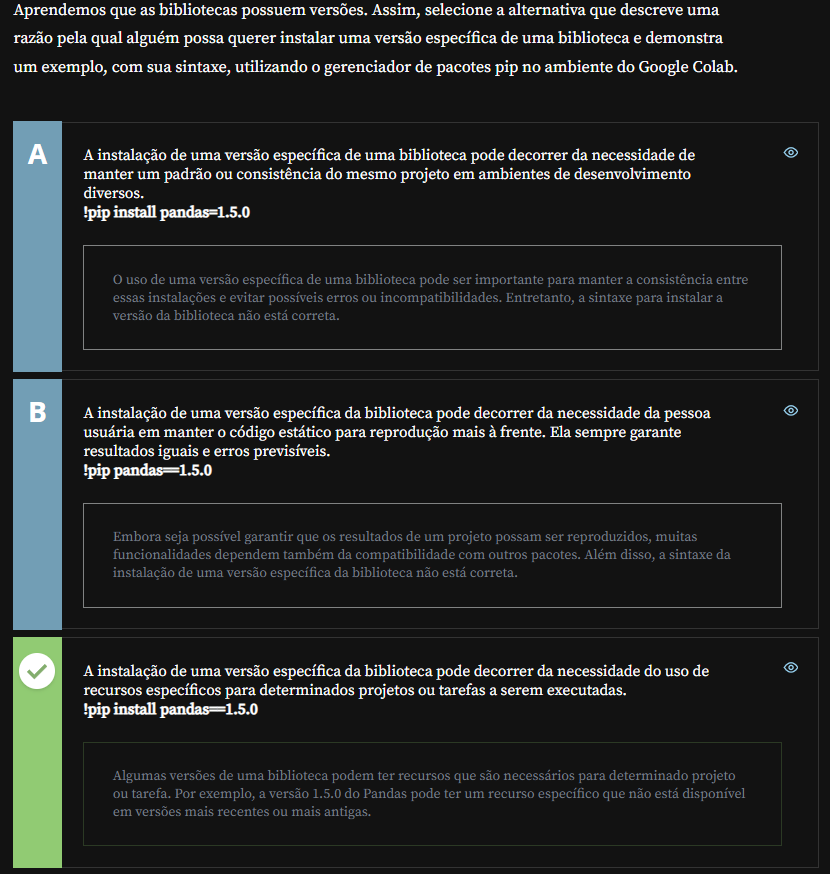 Aprendemos que as bibliotecas possuem versões. Assim, selecione a alternativa que descreve uma
razão pela qual alguém possa querer instalar uma versão específica de uma biblioteca e demonstra
um exemplo, com sua sintaxe, utilizando o gerenciador de pacotes pip no ambiente do Google Colab.
A
A instalação de uma versão específica de uma biblioteca pode decorrer da necessidade de
manter um padrão ou consistência do mesmo projeto em ambientes de desenvolvimento
diversos.
!pip install pandas=1.5.0
O uso de uma versão específica de uma biblioteca pode ser importante para manter a consistência entre
essas instalações e evitar possíveis erros ou incompatibilidades. Entretanto, a sintaxe para instalar a
versão da biblioteca não está correta.
B
A instalação de uma versão específica da biblioteca pode decorrer da necessidade da pessoa
usuária em manter o código estático para reprodução mais à frente. Ela sempre garante
resultados iguais e erros previsíveis.
!pip pandas==1.5.0
Embora seja possível garantir que os resultados de um projeto possam ser reproduzidos, muitas
funcionalidades dependem também da compatibilidade com outros pacotes. Além disso, a sintaxe da
instalação de uma versão específica da biblioteca não está correta.
A instalação de uma versão específica da biblioteca pode decorrer da necessidade do uso de
recursos específicos para determinados projetos ou tarefas a serem executadas.
!pip install pandas==1.5.0
Algumas versões de uma biblioteca podem ter recursos que são necessários para determinado projeto
ou tarefa. Por exemplo, a versão 1.5.0 do Pandas pode ter um recurso específico que não está disponível
em versões mais recentes ou mais antigas.